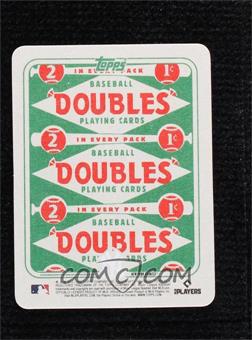 Topps
2 IN EVERY PACK 1¢
BASEBALL
DOUBLES
PLAYING CARDS
2 IN EVERY PACK 1¢
BASEBALL
DOUBLES
PLAYING CARDS
2 IN EVERY PACK 1¢
BASEBALL
DOUBLES
COMC.COM
PLAYERS